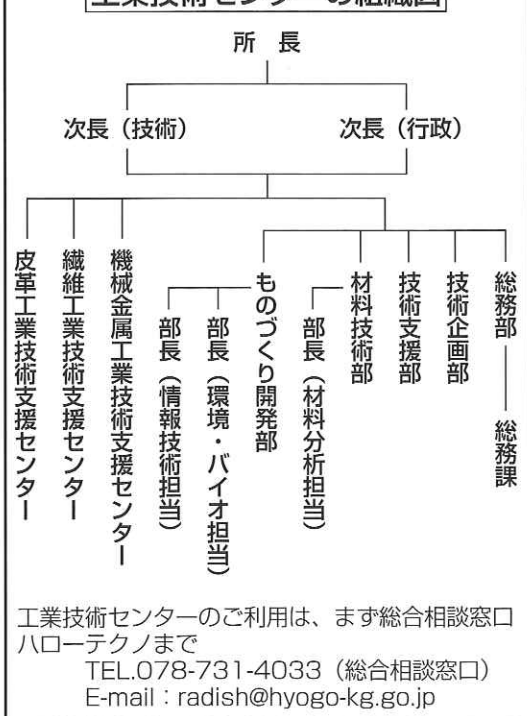 工業技術センターの組織図
所 長
次長（技術）
次長（行政）
総務部
総務課
技術企画部
技術支援部
材料技術部
部長（材料分析担当）
ものづくり開発部
部長（環境・バイオ担当）
部長（情報技術担当）
機械金属工業技術支援センター
繊維工業技術支援センター
皮革工業技術支援センター
工業技術センターのご利用は、まず総合相談窓口
ハローテクノまで
TEL.078-731-4033（総合相談窓口）
E-mail：radish@hyogo-kg.go.jp